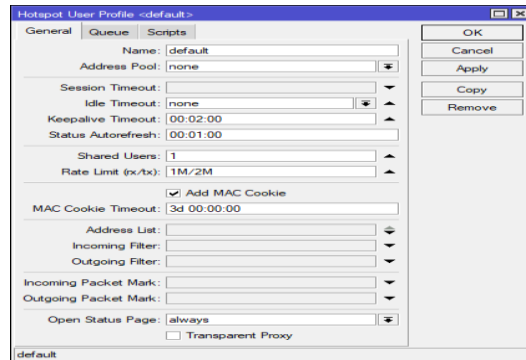 Hotspot User Profile <default>
General Queue Scripts
OK
Name: default
Cancel
Address Pool: none
Apply
Session Timeout:
Copy
Idle Timeout: none
Remove
Keepalive Timeout: 00:02:00
Status Autorefresh: 00:01:00
Shared Users: 1
Rate Limit (rx/tx): 1M/2M
Add MAC Cookie
MAC Cookie Timeout: 3d 00:00:00
Address List:
Incoming Filter:
Outgoing Filter:
Incoming Packet Mark:
Outgoing Packet Mark:
Open Status Page: always
Transparent Proxy
default